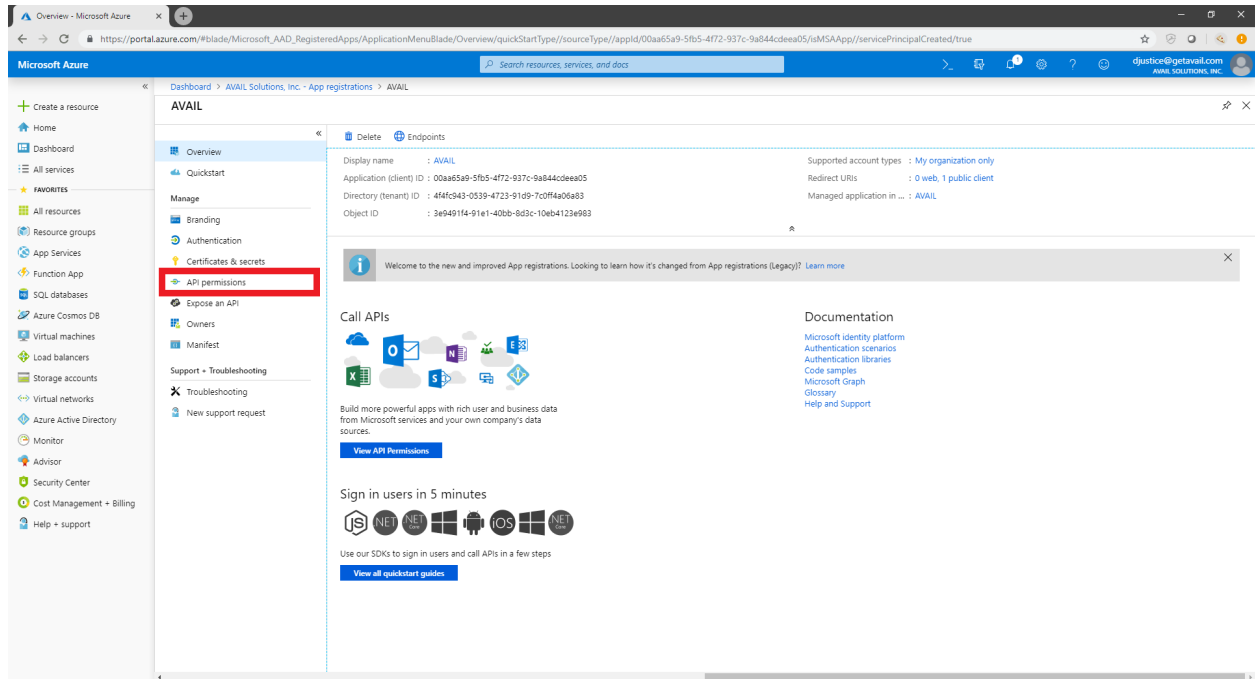 Overview - Microsoft Azure
https://portal.azure.com/#blade/Microsoft_AAD_RegisteredApps/ApplicationMenuBlade/Overview/quickStartType//sourceType//appId/00aa65a9-5fb5-4f72-937c-9a844cdeea05/isMSAApp//servicePrincipalCreated/true
Microsoft Azure
Search resources, services, and docs
djustice@getavail.com
AVAIL SOLUTIONS, INC.
Create a resource
Home
Dashboard
All services
FAVORITES
All resources
Resource groups
App Services
Function App
SQL databases
Azure Cosmos DB
Virtual machines
Load balancers
Storage accounts
Virtual networks
Azure Active Directory
Monitor
Advisor
Security Center
Cost Management + Billing
Help + support
Dashboard > AVAIL Solutions, Inc. - App registrations > AVAIL
AVAIL
Overview
Quickstart
Manage
Branding
Authentication
Certificates & secrets
API permissions
Expose an API
Owners
Manifest
Support + Troubleshooting
Troubleshooting
New support request
Delete Endpoints
Display name : AVAIL
Application (client) ID : 00aa65a9-5fb5-4f72-937c-9a844cdeea05
Directory (tenant) ID : 4f4fc943-0539-4723-91d9-7c0ff4a06a83
Object ID : 3e9491f4-91e1-40bb-8d3c-10eb4123e983
Supported account types : My organization only
Redirect URIs : 0 web, 1 public client
Managed application in ... : AVAIL
Welcome to the new and improved App registrations. Looking to learn how it's changed from App registrations (Legacy)? Learn more
Call APIs
Build more powerful apps with rich user and business data
from Microsoft services and your own company's data
sources.
View API Permissions
Sign in users in 5 minutes
JS NET NET Core iOS NET Core
Use our SDKs to sign in users and call APIs in a few steps
View all quickstart guides
Documentation
Microsoft identity platform
Authentication scenarios
Authentication libraries
Code samples
Microsoft Graph
Glossary
Help and Support